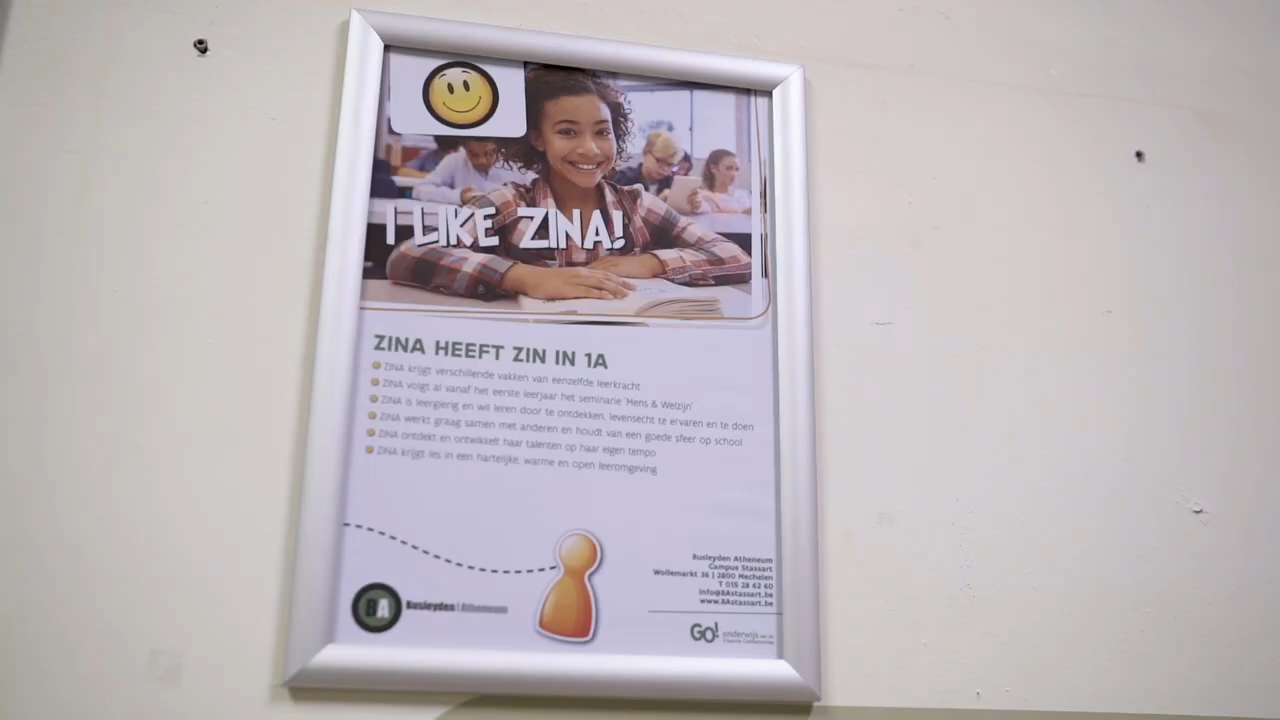 I LIKE ZINA!
ZINA HEEFT ZIN IN 1A
ZINA krijgt verschillende vakken van eenzelfde leerkracht
ZINA volgt al vanaf het eerste leerjaar het seminarie 'Mens & Welzijn'
ZINA is leergierig en wil leren door te ontdekken, levensecht te ervaren en te doen
ZINA werkt graag samen met anderen en houdt van een goede sfeer op school
ZINA ontdekt en ontwikkelt haar talenten op haar eigen tempo
ZINA krijgt les in een hartelijke, warme en open leeromgeving
Busleyden Atheneum
Campus Stassart
Wollemarkt 36 | 2800 Mechelen
T 015 28 62 60
info@BAstassart.be
www.BAstassart.be
BA Busleyden | Atheneum
GO! onderwijs van de
Vlaamse Gemeenschap